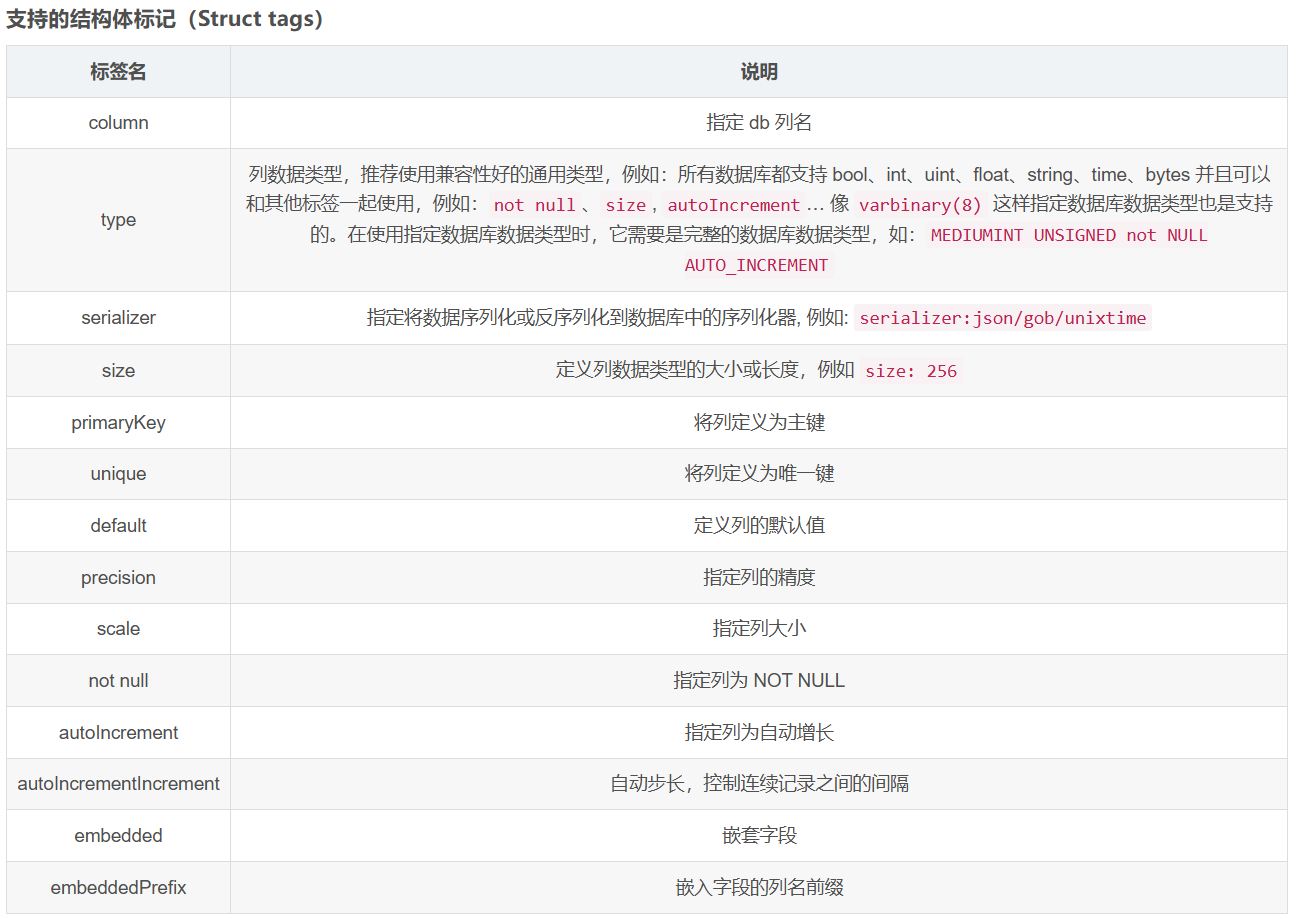 支持的结构体标记（Struct tags）
标签名 说明
column 指定 db 列名
列数据类型，推荐使用兼容性好的通用类型，例如：所有数据库都支持 bool、int、uint、float、string、time、bytes 并且可以
和其他标签一起使用，例如： not null 、 size , autoIncrement … 像 varbinary(8) 这样指定数据库数据类型也是支持
type
的。在使用指定数据库数据类型时，它需要是完整的数据库数据类型，如： MEDIUMINT UNSIGNED not NULL
AUTO_INCREMENT
serializer 指定将数据序列化或反序列化到数据库中的序列化器, 例如: serializer:json/gob/unixtime
size 定义列数据类型的大小或长度，例如 size: 256
primaryKey 将列定义为主键
unique 将列定义为唯一键
default 定义列的默认值
precision 指定列的精度
scale 指定列大小
not null 指定列为 NOT NULL
autoIncrement 指定列为自动增长
autoIncrementIncrement 自动步长，控制连续记录之间的间隔
embedded 嵌套字段
embeddedPrefix 嵌入字段的列名前缀